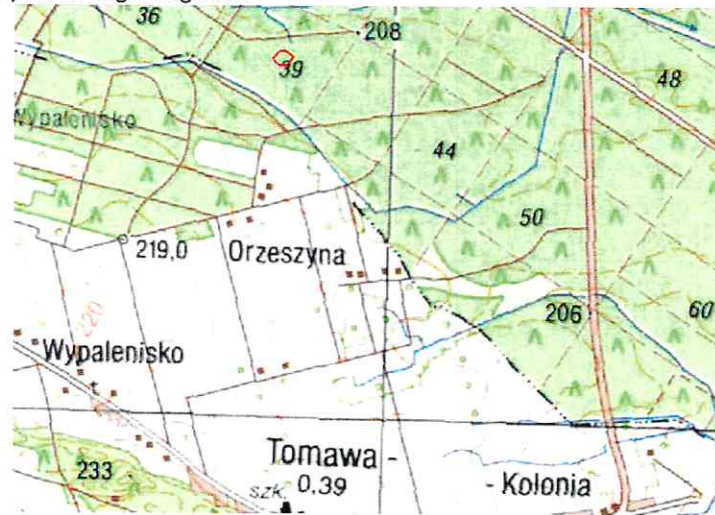 36
208
39
48
Wypalenisko
44
50
219,0
Orzeszyna
220
206
60
Wypalenisko
233
Tomawa -
szk. 0,39
- Kolonia